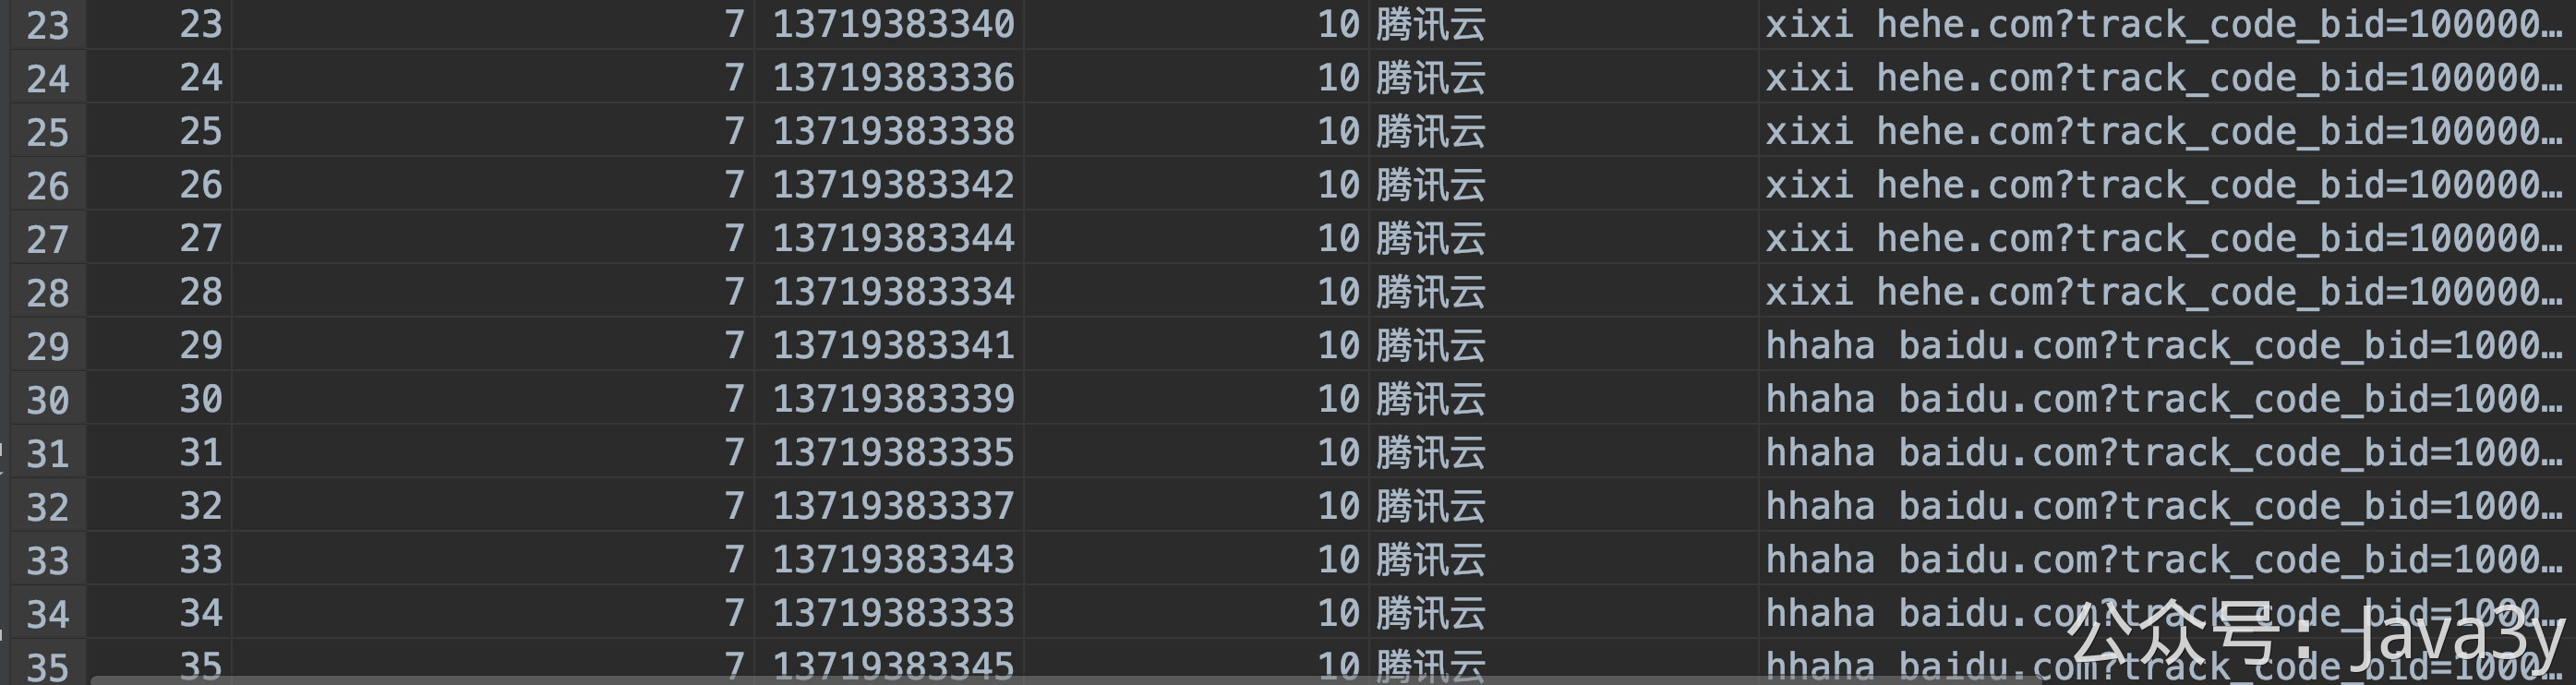 23 23 7 13719383340 10 腾讯云 xixi hehe.com?track_code_bid=100000…
24 24 7 13719383336 10 腾讯云 xixi hehe.com?track_code_bid=100000…
25 25 7 13719383338 10 腾讯云 xixi hehe.com?track_code_bid=100000…
26 26 7 13719383342 10 腾讯云 xixi hehe.com?track_code_bid=100000…
27 27 7 13719383344 10 腾讯云 xixi hehe.com?track_code_bid=100000…
28 28 7 13719383334 10 腾讯云 xixi hehe.com?track_code_bid=100000…
29 29 7 13719383341 10 腾讯云 hhaha baidu.com?track_code_bid=1000…
30 30 7 13719383339 10 腾讯云 hhaha baidu.com?track_code_bid=1000…
31 31 7 13719383335 10 腾讯云 hhaha baidu.com?track_code_bid=1000…
32 32 7 13719383337 10 腾讯云 hhaha baidu.com?track_code_bid=1000…
33 33 7 13719383343 10 腾讯云 hhaha baidu.com?track_code_bid=1000…
34 34 7 13719383333 10 腾讯云 hhaha baidu.com?track_code_bid=1000…
35 35 7 13719383345 10 腾讯云 hhaha baidu.com?track_code_bid=1000…
公众号：Java3y